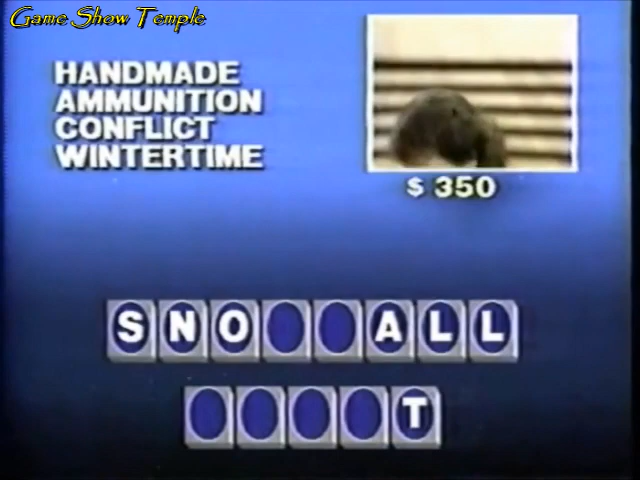 Game Show Temple
HANDMADE
AMMUNITION
CONFLICT
WINTERTIME
$ 350
SNO ALL
T